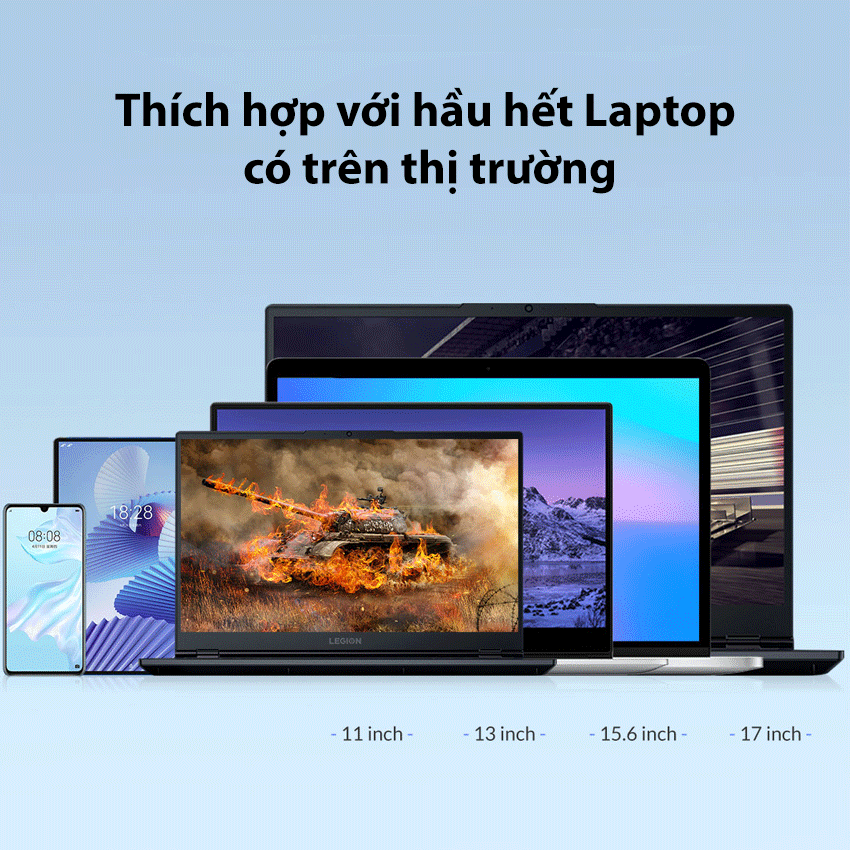 Thích hợp với hầu hết Laptop
có trên thị trường
18:28
08:08
LEGION
- 11 inch -
- 13 inch -
- 15.6 inch -
- 17 inch -